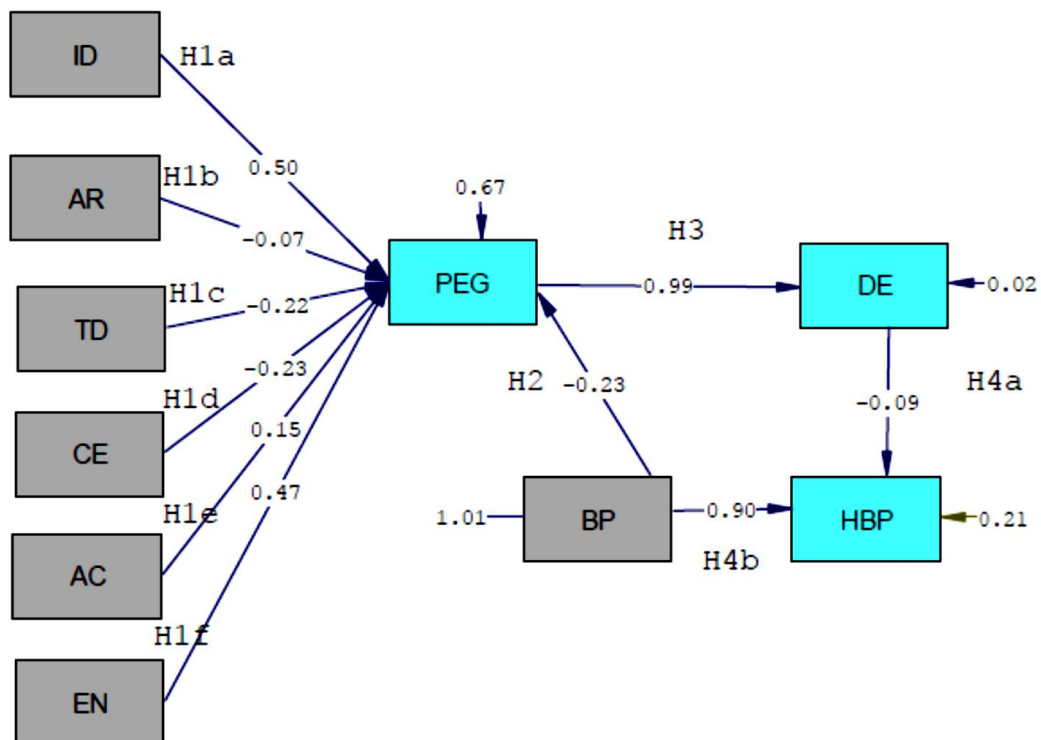 ID
H1a
0.50
AR
H1b
-0.07
0.67
TD
H1c
-0.22
PEG
H3
0.99
DE
0.02
CE
H1d
-0.23
H2
-0.23
-0.09
H4a
AC
H1e
0.15
1.01
BP
0.90
H4b
HBP
0.21
EN
H1f
0.47